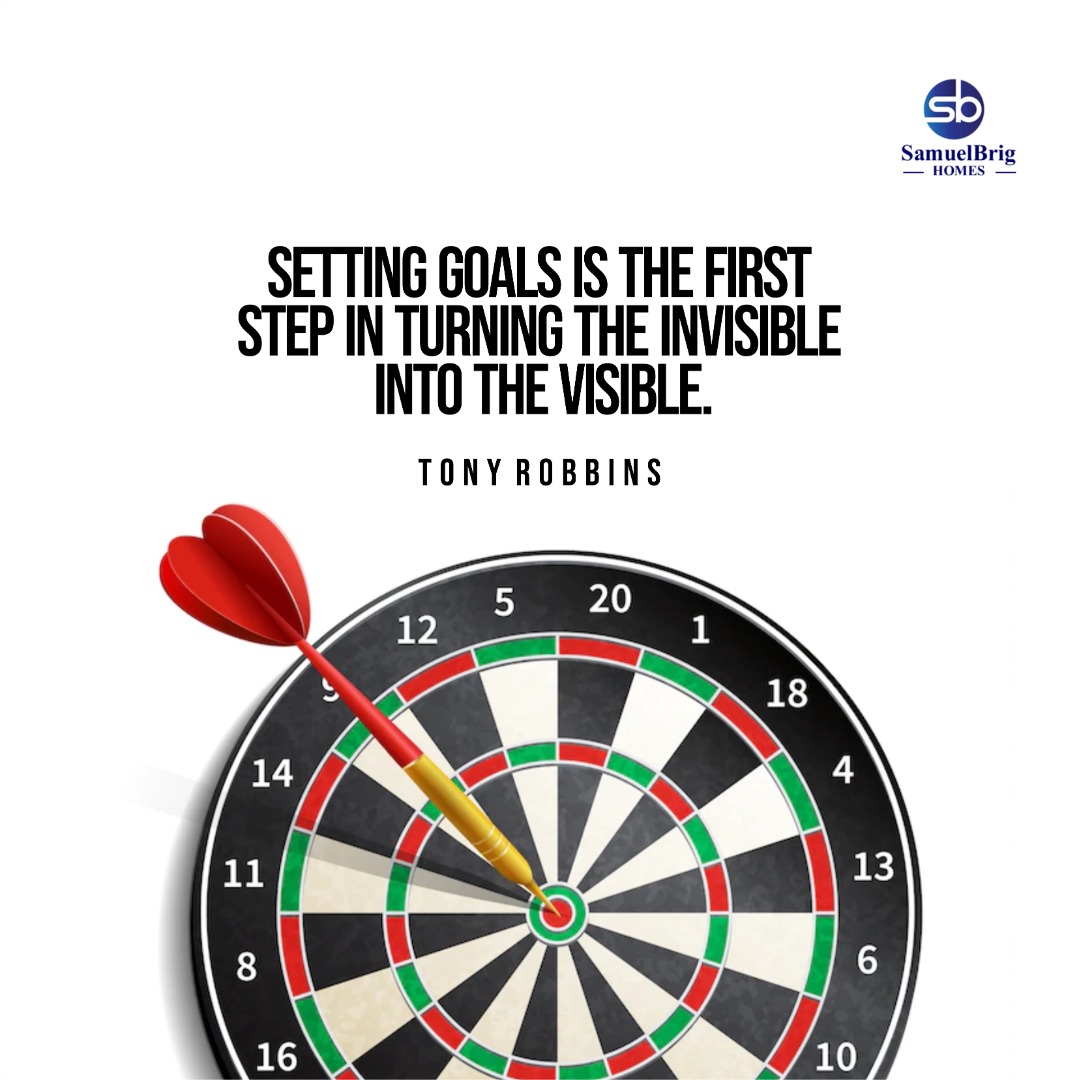 sb
SamuelBrig
HOMES
SETTING GOALS IS THE FIRST
STEP IN TURNING THE INVISIBLE
INTO THE VISIBLE.
TONY ROBBINS
5
20
12
1
9
18
14
4
11
13
8
6
16
10